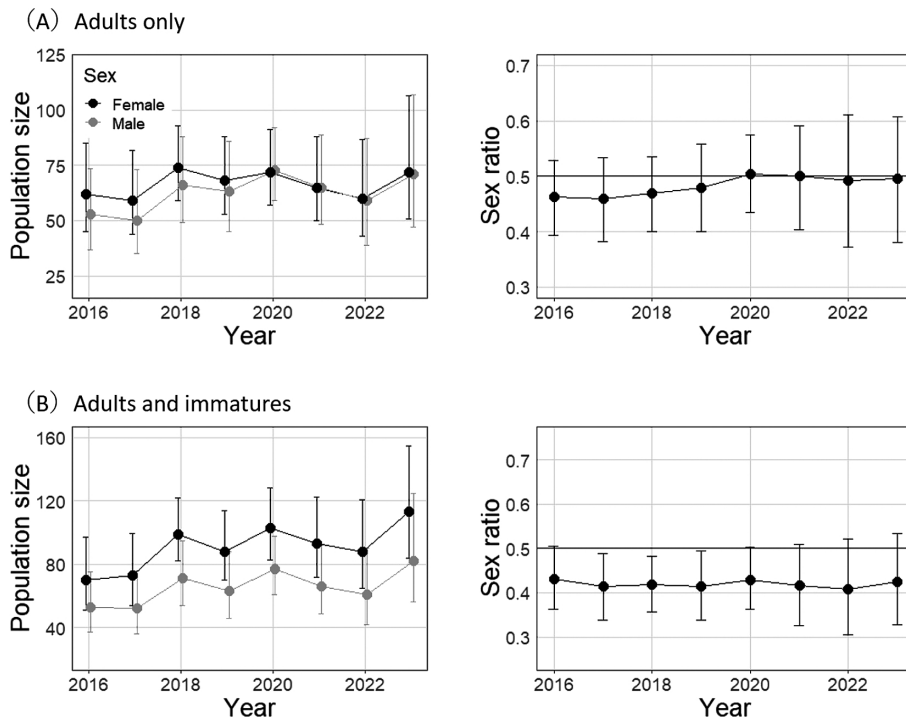 （A） Adults only
125
100
75
50
25
Population size
Sex
Female
Male
2016
2018
2020
2022
Year
0.7
0.6
0.5
0.4
0.3
Sex ratio
2016
2018
2020
2022
Year
（B） Adults and immatures
160
120
80
40
Population size
2016
2018
2020
2022
Year
0.7
0.6
0.5
0.4
0.3
Sex ratio
2016
2018
2020
2022
Year